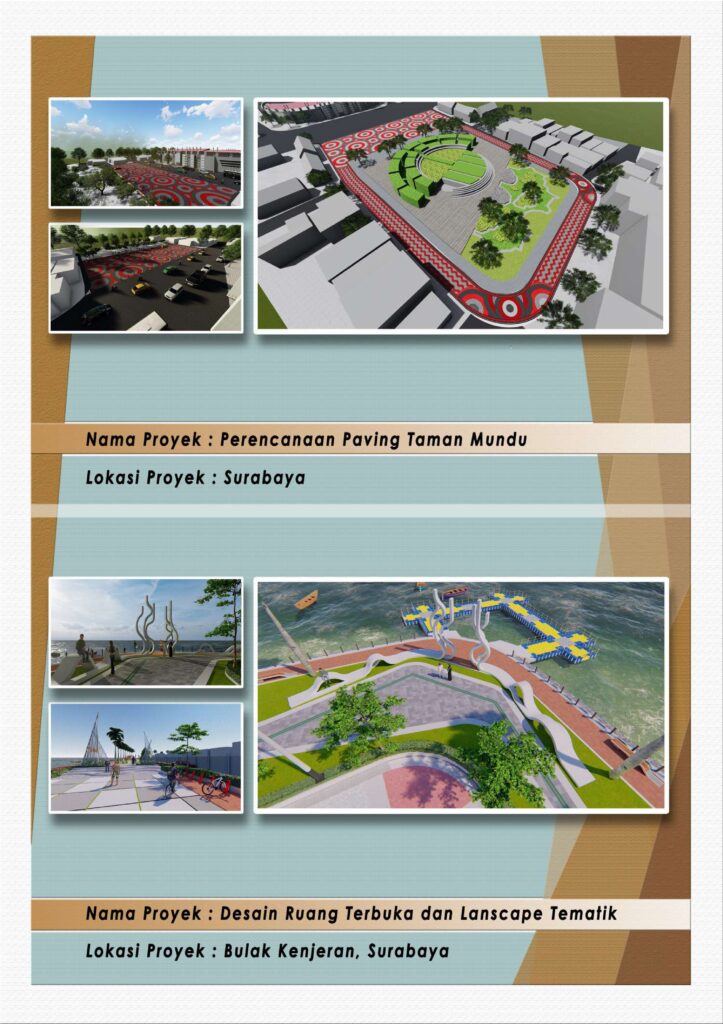 Nama Proyek : Perencanaan Paving Taman Mundu
Lokasi Proyek : Surabaya
Nama Proyek : Desain Ruang Terbuka dan Lanscape Tematik
Lokasi Proyek : Bulak Kenjeran, Surabaya